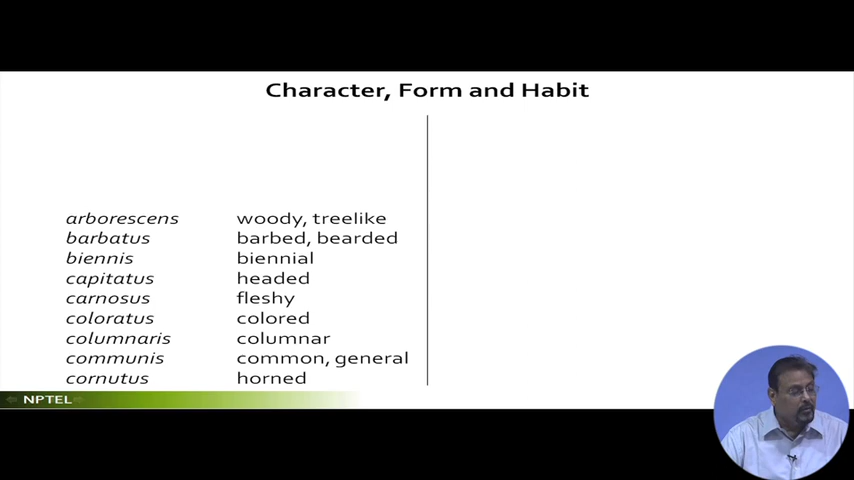 Character, Form and Habit
arborescens woody, treelike
barbatus barbed, bearded
biennis biennial
capitatus headed
carnosus fleshy
coloratus colored
columnaris columnar
communis common, general
cornutus horned
NPTEL